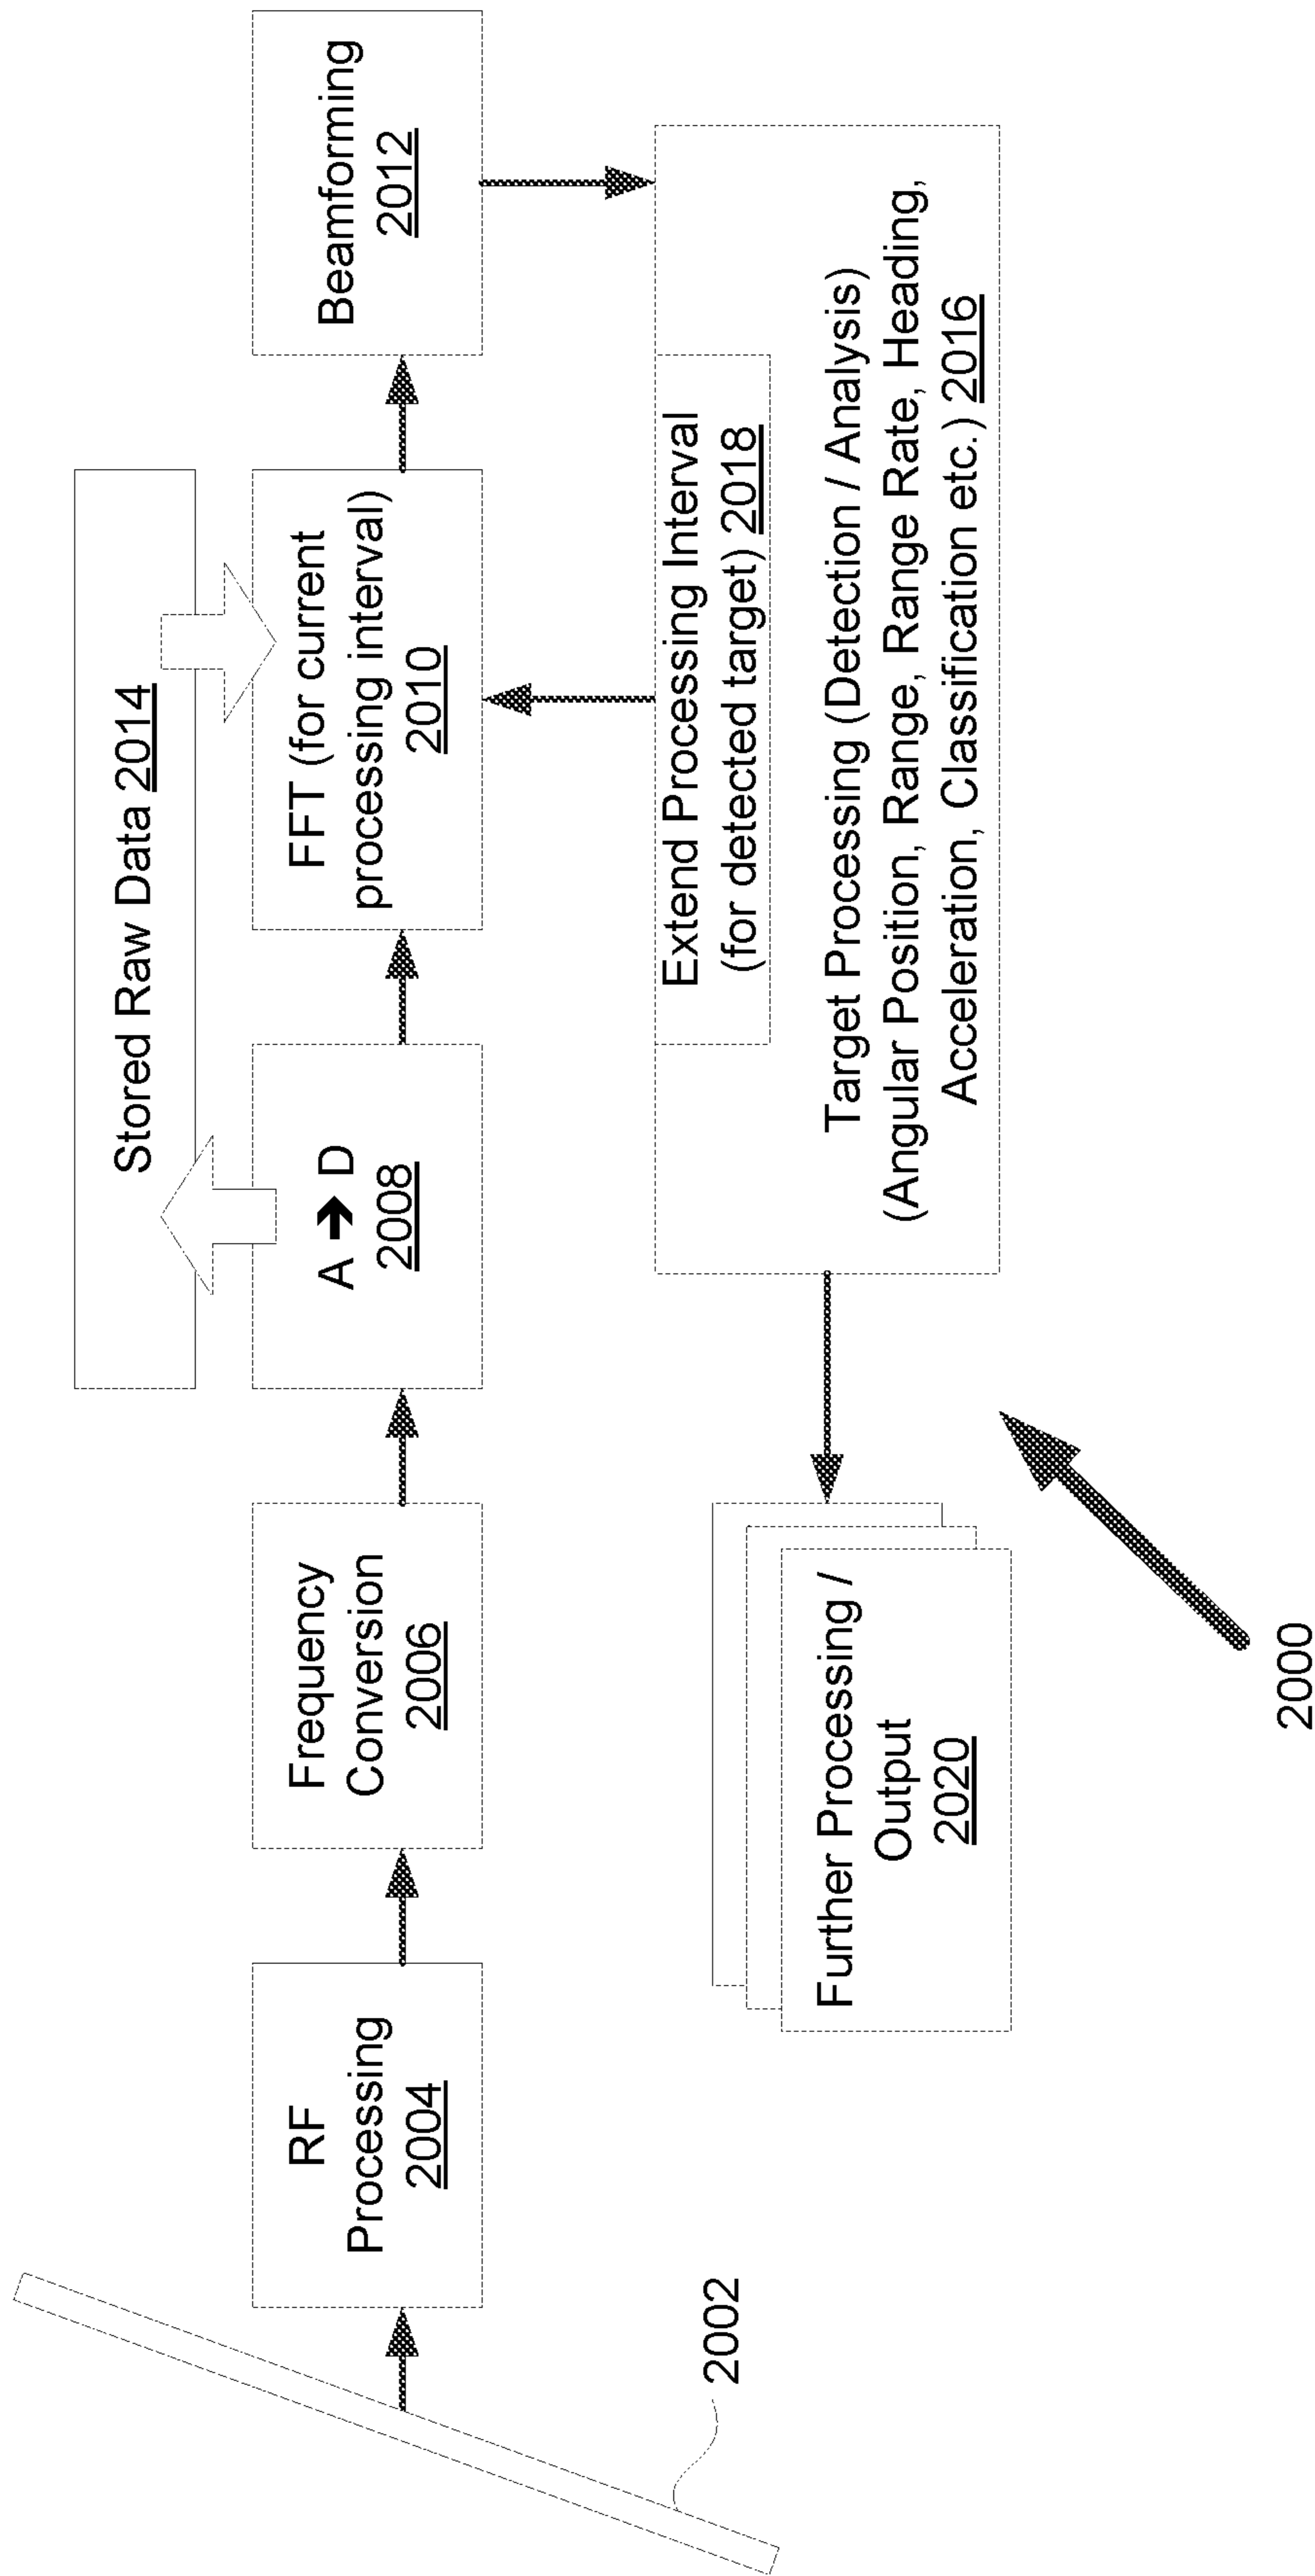 Stored Raw Data 2014
RF
Processing
2004
Frequency
Conversion
2006
A ➔ D
2008
FFT (for current
processing interval)
2010
Beamforming
2012
Extend Processing Interval
(for detected target) 2018
Target Processing (Detection / Analysis)
(Angular Position, Range, Range Rate, Heading,
Acceleration, Classification etc.) 2016
Further Processing /
Output
2020
2002
2000